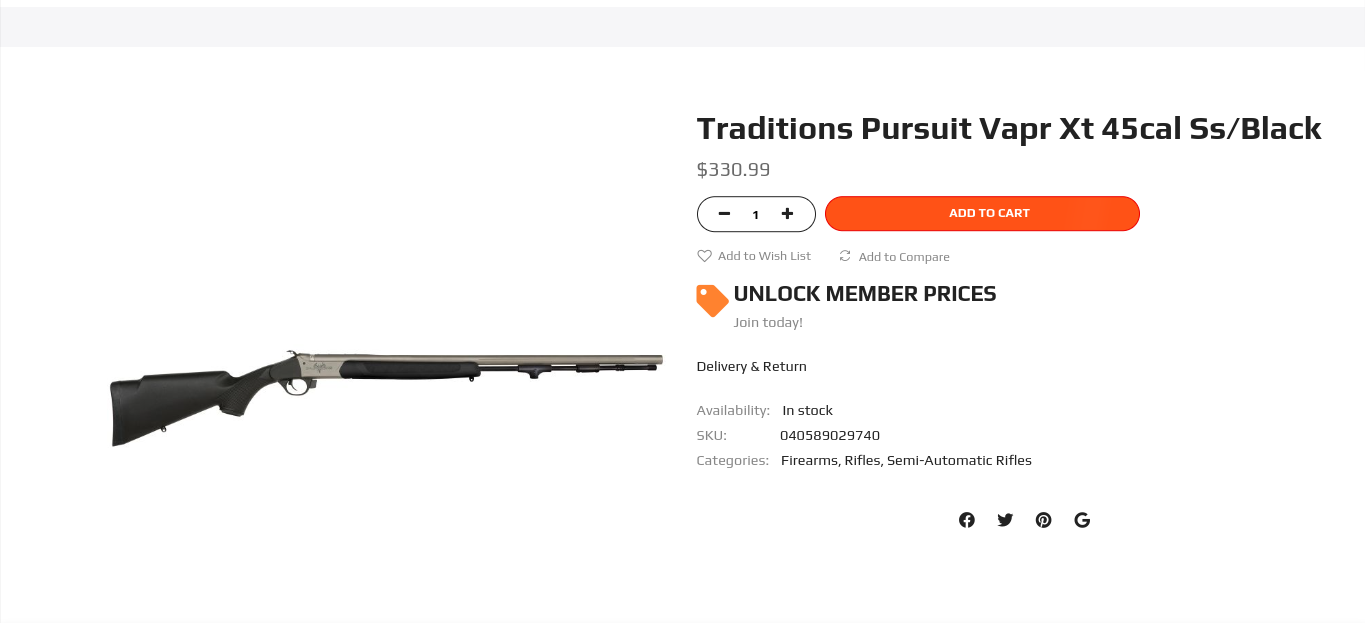 Traditions Pursuit Vapr Xt 45cal Ss/Black
$330.99
1
ADD TO CART
Add to Wish List
Add to Compare
UNLOCK MEMBER PRICES
Join today!
Delivery & Return
Availability: In stock
SKU: 040589029740
Categories: Firearms, Rifles, Semi-Automatic Rifles